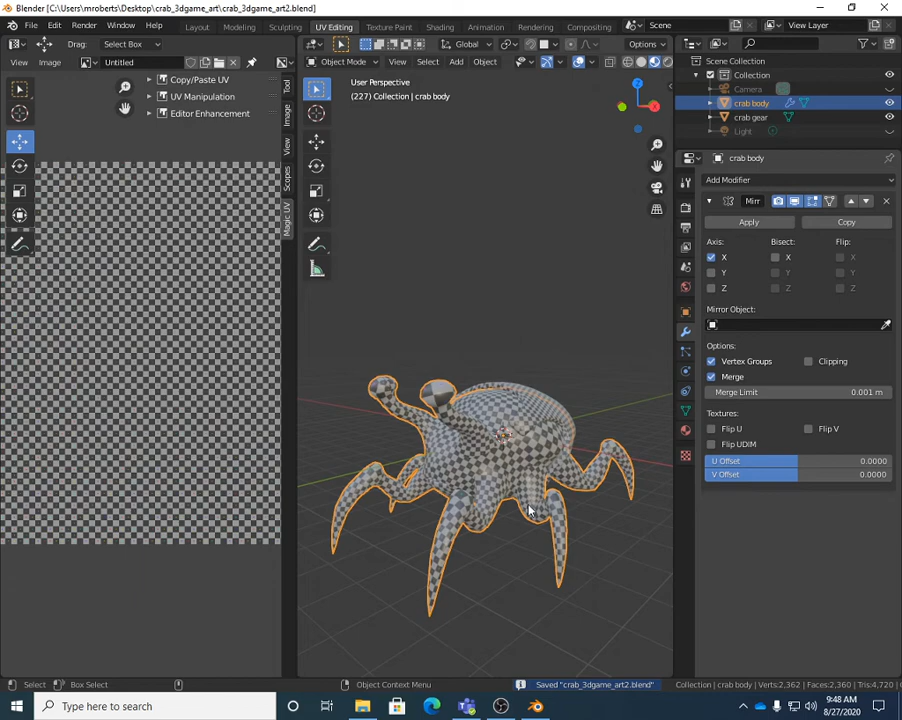 Blender [C:\Users\mroberts\Desktop\crab_3dgame_art\crab_3dgame_art2.blend]
File Edit Render Window Help Layout Modeling UV Editing Texture Paint Shading Animation Rendering Compositing Scene View Layer
Drag: Select Box Global Options
View Image Untitled Object Mode View Select Add Object
Copy/Paste UV
UV Manipulation
Editor Enhancement
Tool
Image
View
Scopes
Magic UV
User Perspective
(227) Collection | crab body
Scene Collection
Collection
Camera
crab body
crab gear
Light
crab body
Add Modifier
Mirr
Apply Copy
Axis: Bisect: Flip:
X X X
Y Y Y
Z Z Z
Mirror Object:
Options:
Vertex Groups Clipping
Merge
Merge Limit 0.001 m
Textures:
Flip U Flip V
Flip UDIM
U Offset 0.0000
V Offset 0.0000
Select Box Select Object Context Menu Saved "crab_3dgame_art2.blend" Collection | crab body | Verts:2,362 | Faces:2,360 | Tris:4,720
Type here to search
9:48 AM
8/27/2020